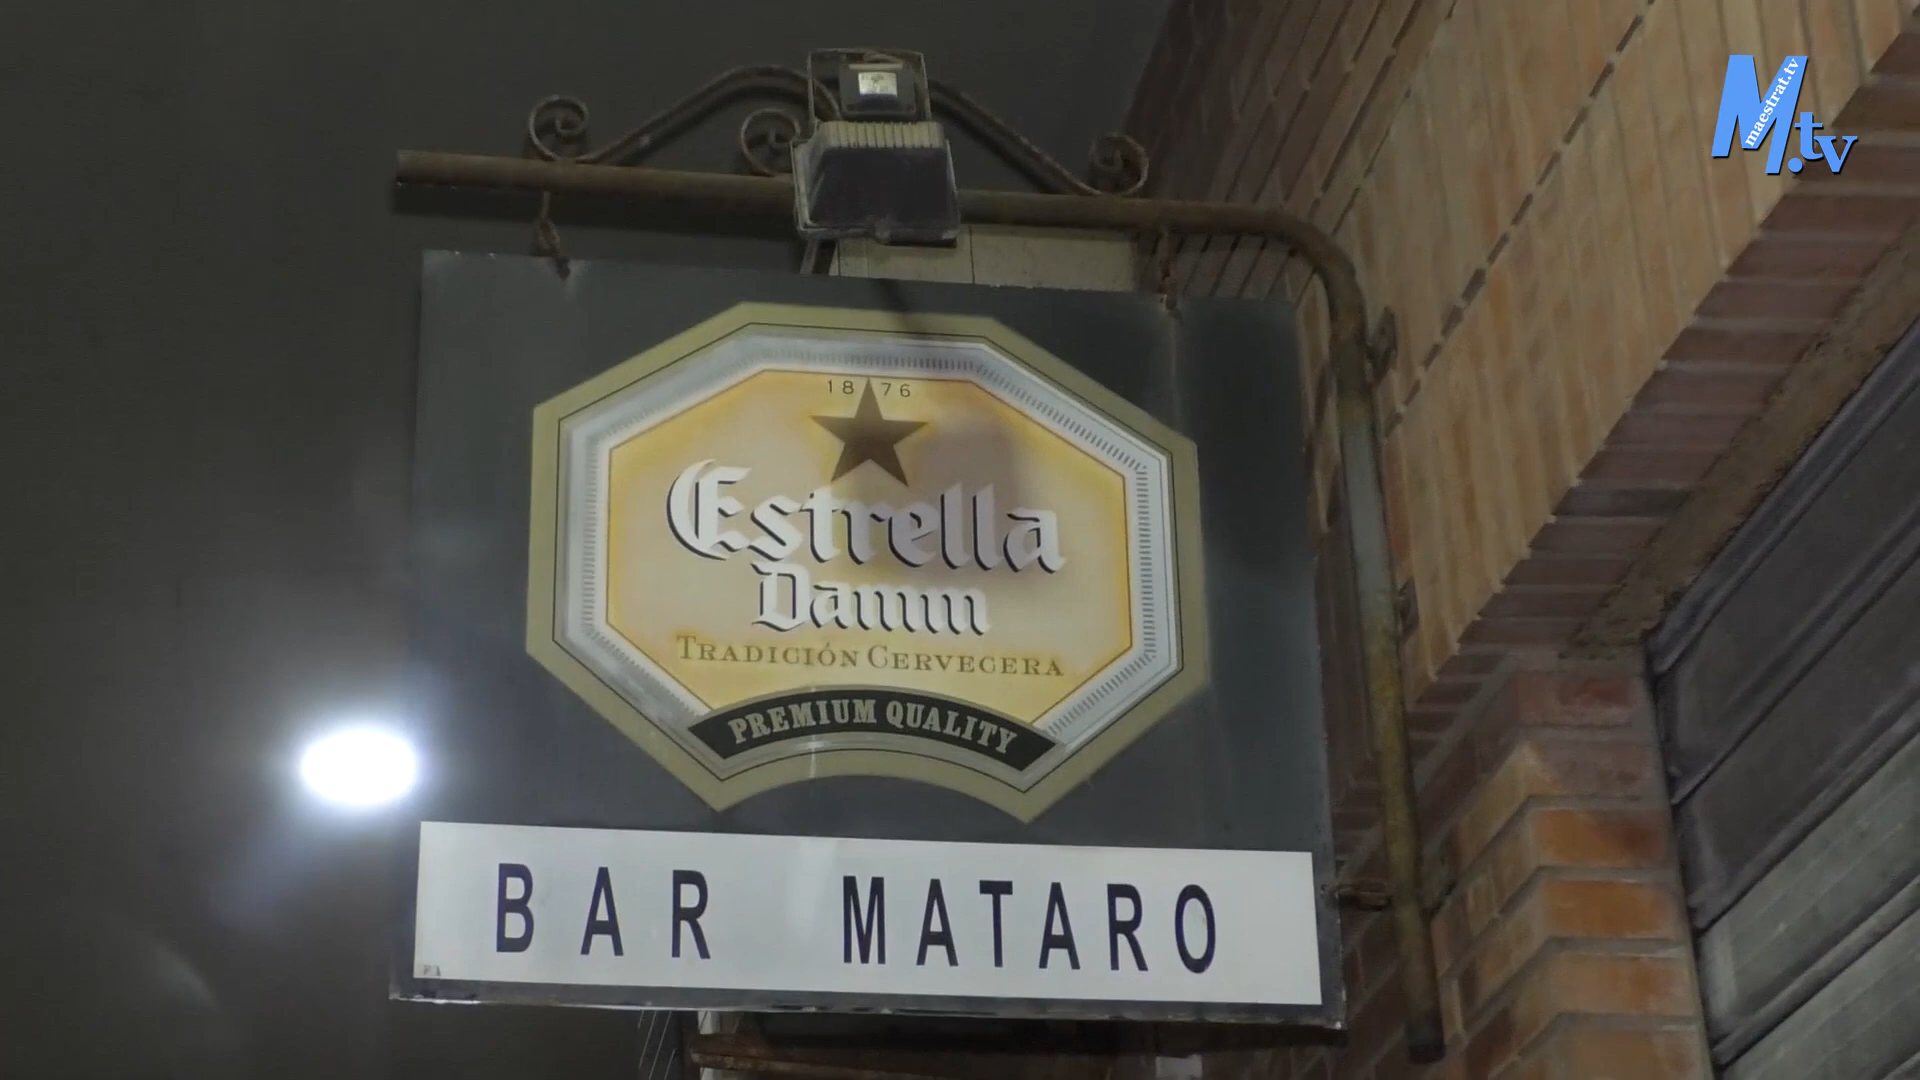 maestrat.tv
M.tv
1876
Estrella
Damm
TRADICIÓN CERVECERA
PREMIUM QUALITY
BAR MATARO